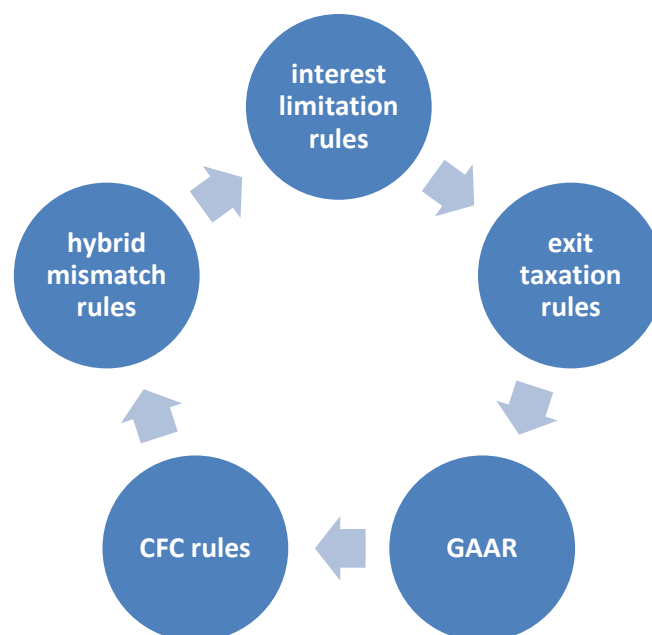 interest
limitation
rules
exit
taxation
rules
GAAR
CFC rules
hybrid
mismatch
rules